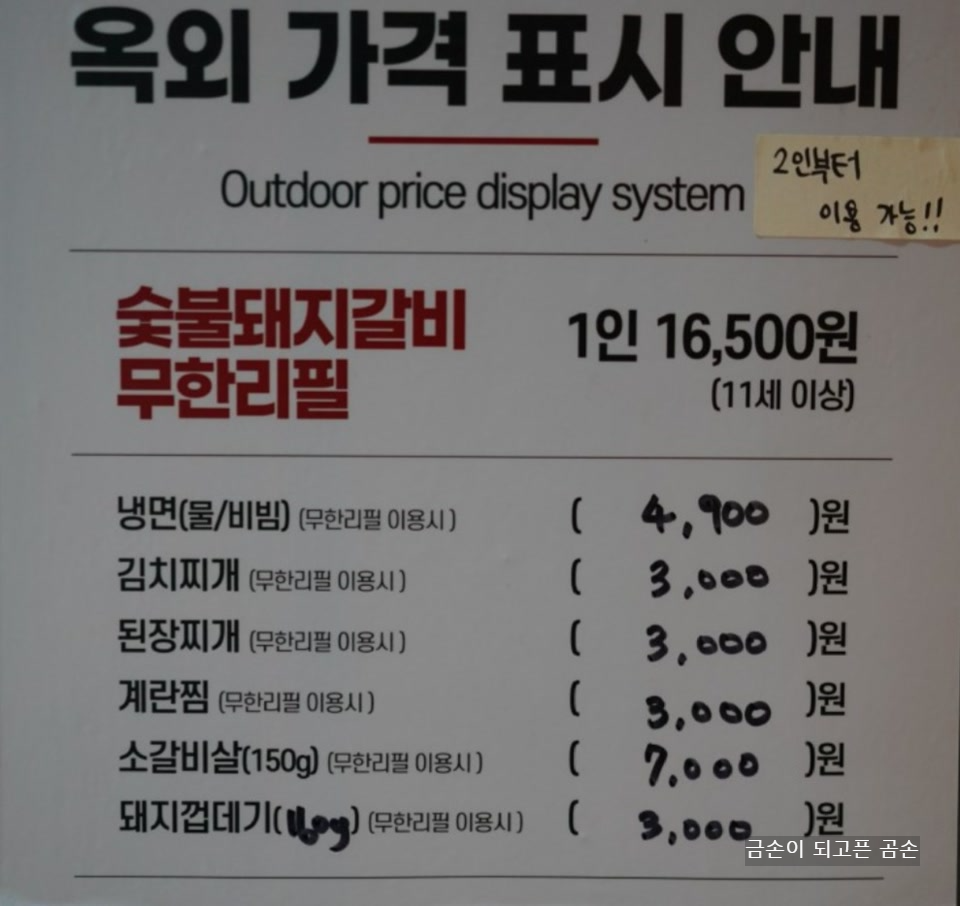 옥외 가격 표시 안내
Outdoor price display system
2인부터
이용 가능!!
숯불돼지갈비
무한리필
1인 16,500원
(11세 이상)
냉면(물/비빔) (무한리필 이용시) ( 4,900 )원
김치찌개 (무한리필 이용시) ( 3,000 )원
된장찌개 (무한리필 이용시) ( 3,000 )원
계란찜 (무한리필 이용시) ( 3,000 )원
소갈비살(150g) (무한리필 이용시) ( 7,000 )원
돼지껍데기( ) (무한리필 이용시) ( 3,000 )원
금손이 되고픈 곰손